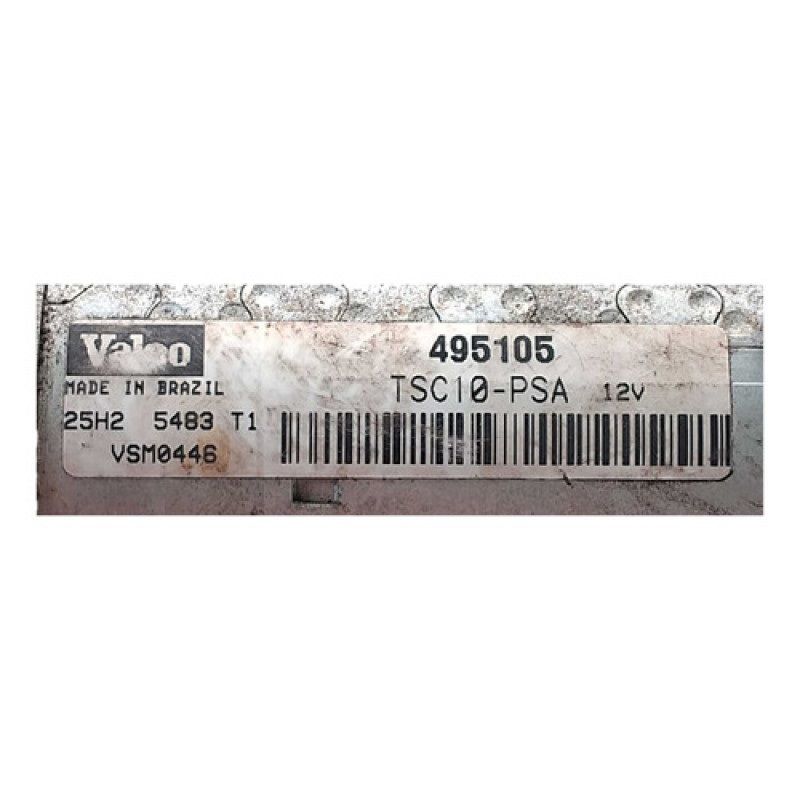 Valeo
495105
MADE IN BRAZIL
TSC10-PSA 12V
25H2 5483 T1
VSM0446